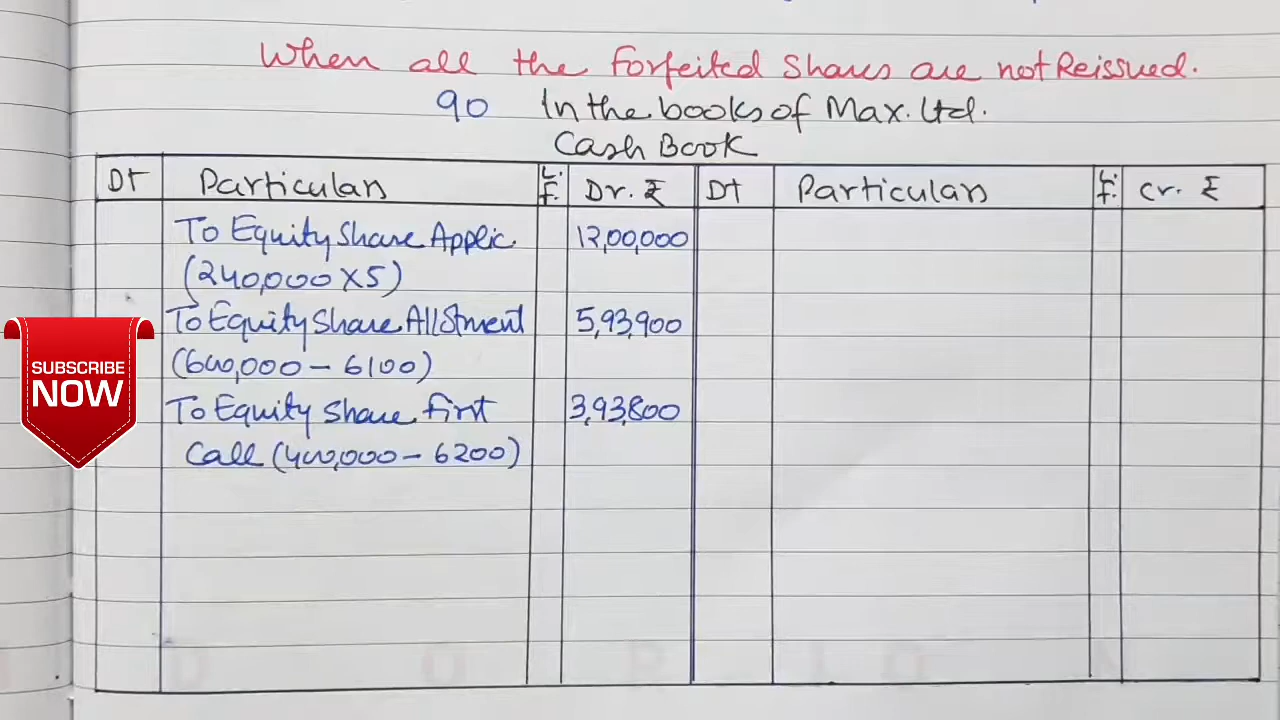 When all the Forfeited Shares are not Reissued.
90 In the books of Max. Ltd.
Cash Book
Dt Particulars L.F. Dr. ₹ Dt Particulars L.F. Cr. ₹
To Equity Share Applic 12,00,000
(240,000 x 5)
To Equity Share Allotment 5,93,900
(600,000 - 6100)
SUBSCRIBE
NOW
To Equity Share First 3,93,800
Call (400,000 - 6200)